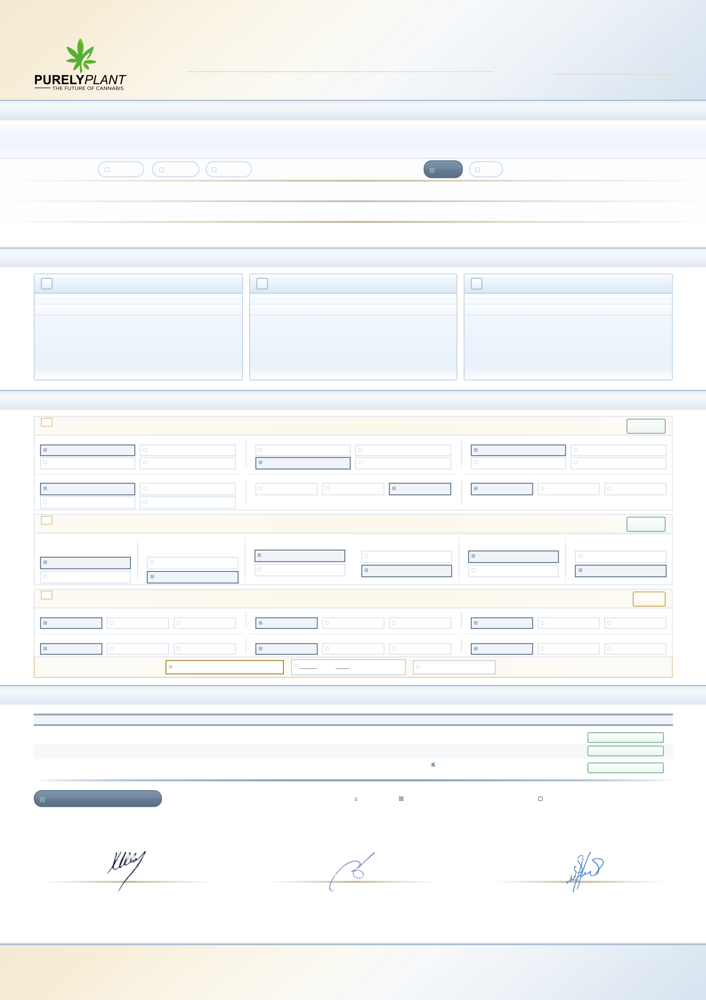 PURELYPLANT
THE FUTURE OF CANNABIS
☐ ☐ ☐ ☒ ☐
☒ ☐ ☐ ☐ ☒ ☐
☐ ☐ ☒ ☐ ☐ ☐
☒ ☐ ☐ ☐ ☒ ☒ ☐ ☐
☐ ☐
☒ ☐ ☒ ☐ ☒ ☐
☐ ☒ ☐ ☒ ☐ ☒
☒ ☐ ☐ ☒ ☐ ☐ ☒ ☐ ☐
☒ ☐ ☐ ☒ ☐ ☐ ☒ ☐ ☐
☒ ☐ ☐
≤
☒ ≤ ☒ ☐